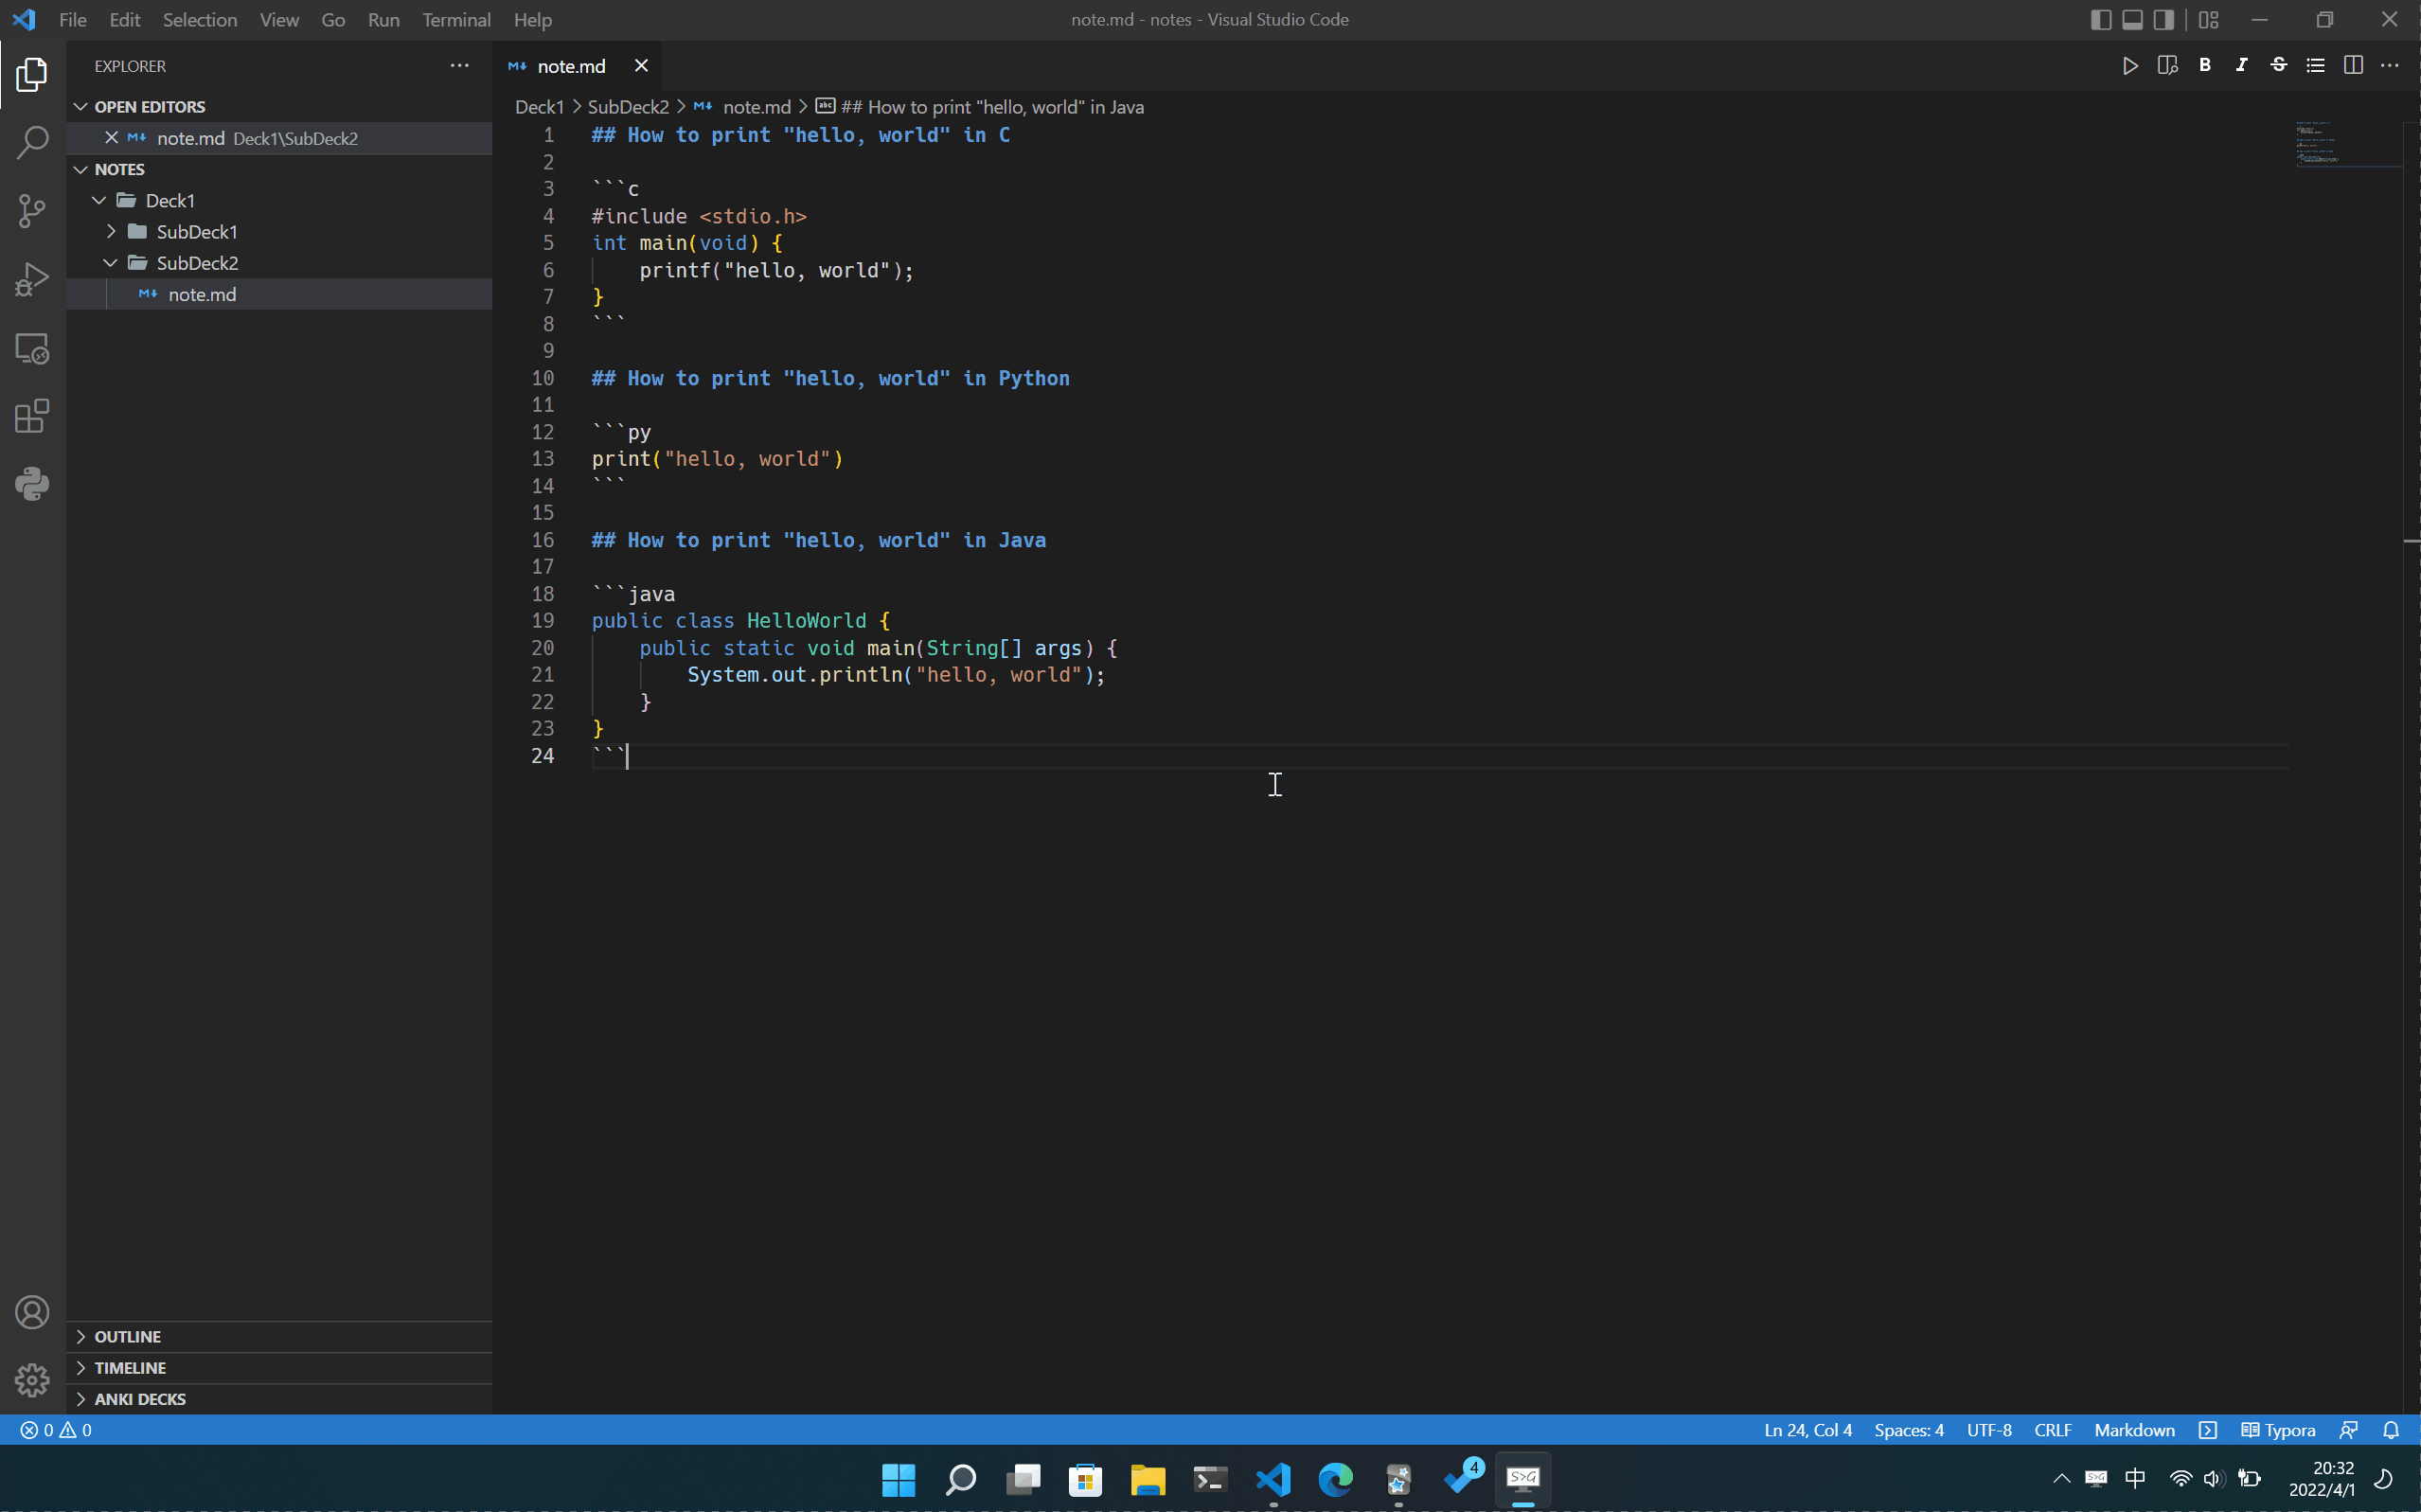 File Edit Selection View Go Run Terminal Help
note.md - notes - Visual Studio Code
EXPLORER
OPEN EDITORS
note.md Deck1\SubDeck2
NOTES
Deck1
SubDeck1
SubDeck2
note.md
OUTLINE
TIMELINE
ANKI DECKS
note.md
Deck1 > SubDeck2 > note.md > ## How to print "hello, world" in Java
1 ## How to print "hello, world" in C
2
3 ```c
4 #include <stdio.h>
5 int main(void) {
6     printf("hello, world");
7 }
8 ```
9
10 ## How to print "hello, world" in Python
11
12 ```py
13 print("hello, world")
14 ```
15
16 ## How to print "hello, world" in Java
17
18 ```java
19 public class HelloWorld {
20     public static void main(String[] args) {
21         System.out.println("hello, world");
22     }
23 }
24 ```
0 0
Ln 24, Col 4 Spaces: 4 UTF-8 CRLF Markdown Typora
4
S>G
S>G 中
20:32
2022/4/1